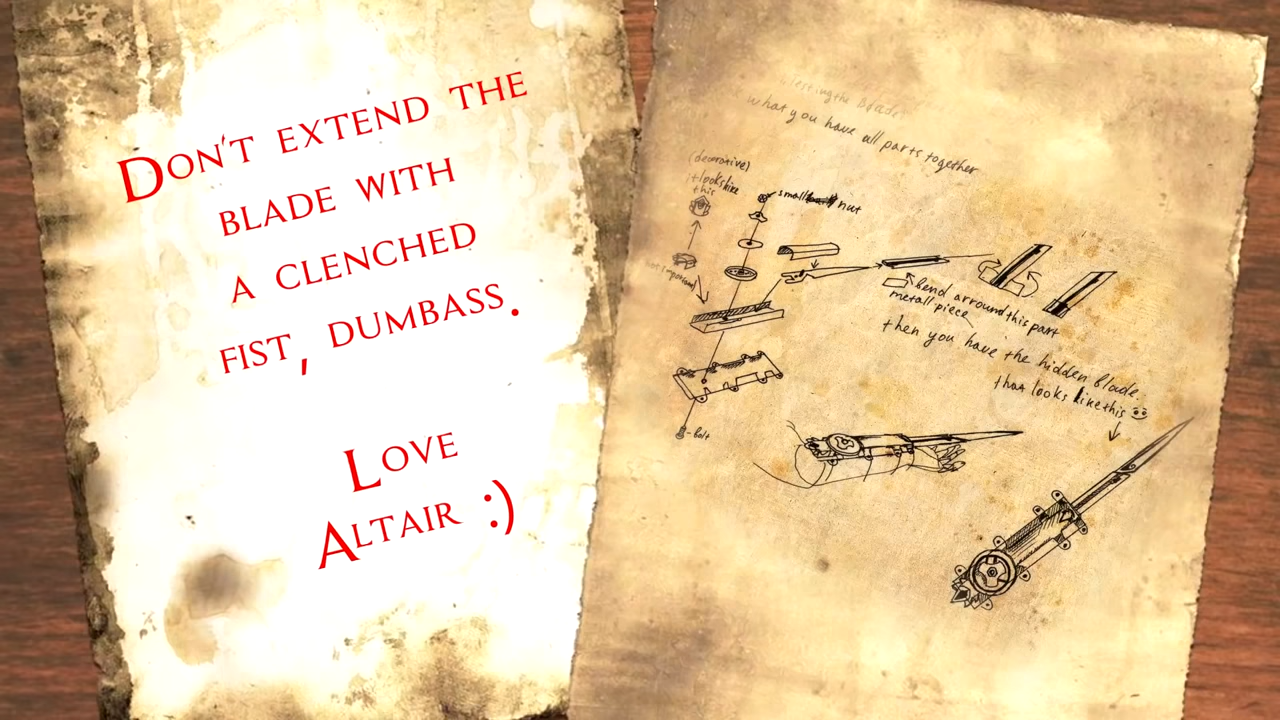 Don't extend the
blade with
a clenched
fist, dumbass.
Love
Altair :)
what you have all parts together
(decorative)
it looks like
this
small nut
bend arround this part
metall piece
then you have the hidden blade.
that looks like this
-bolt